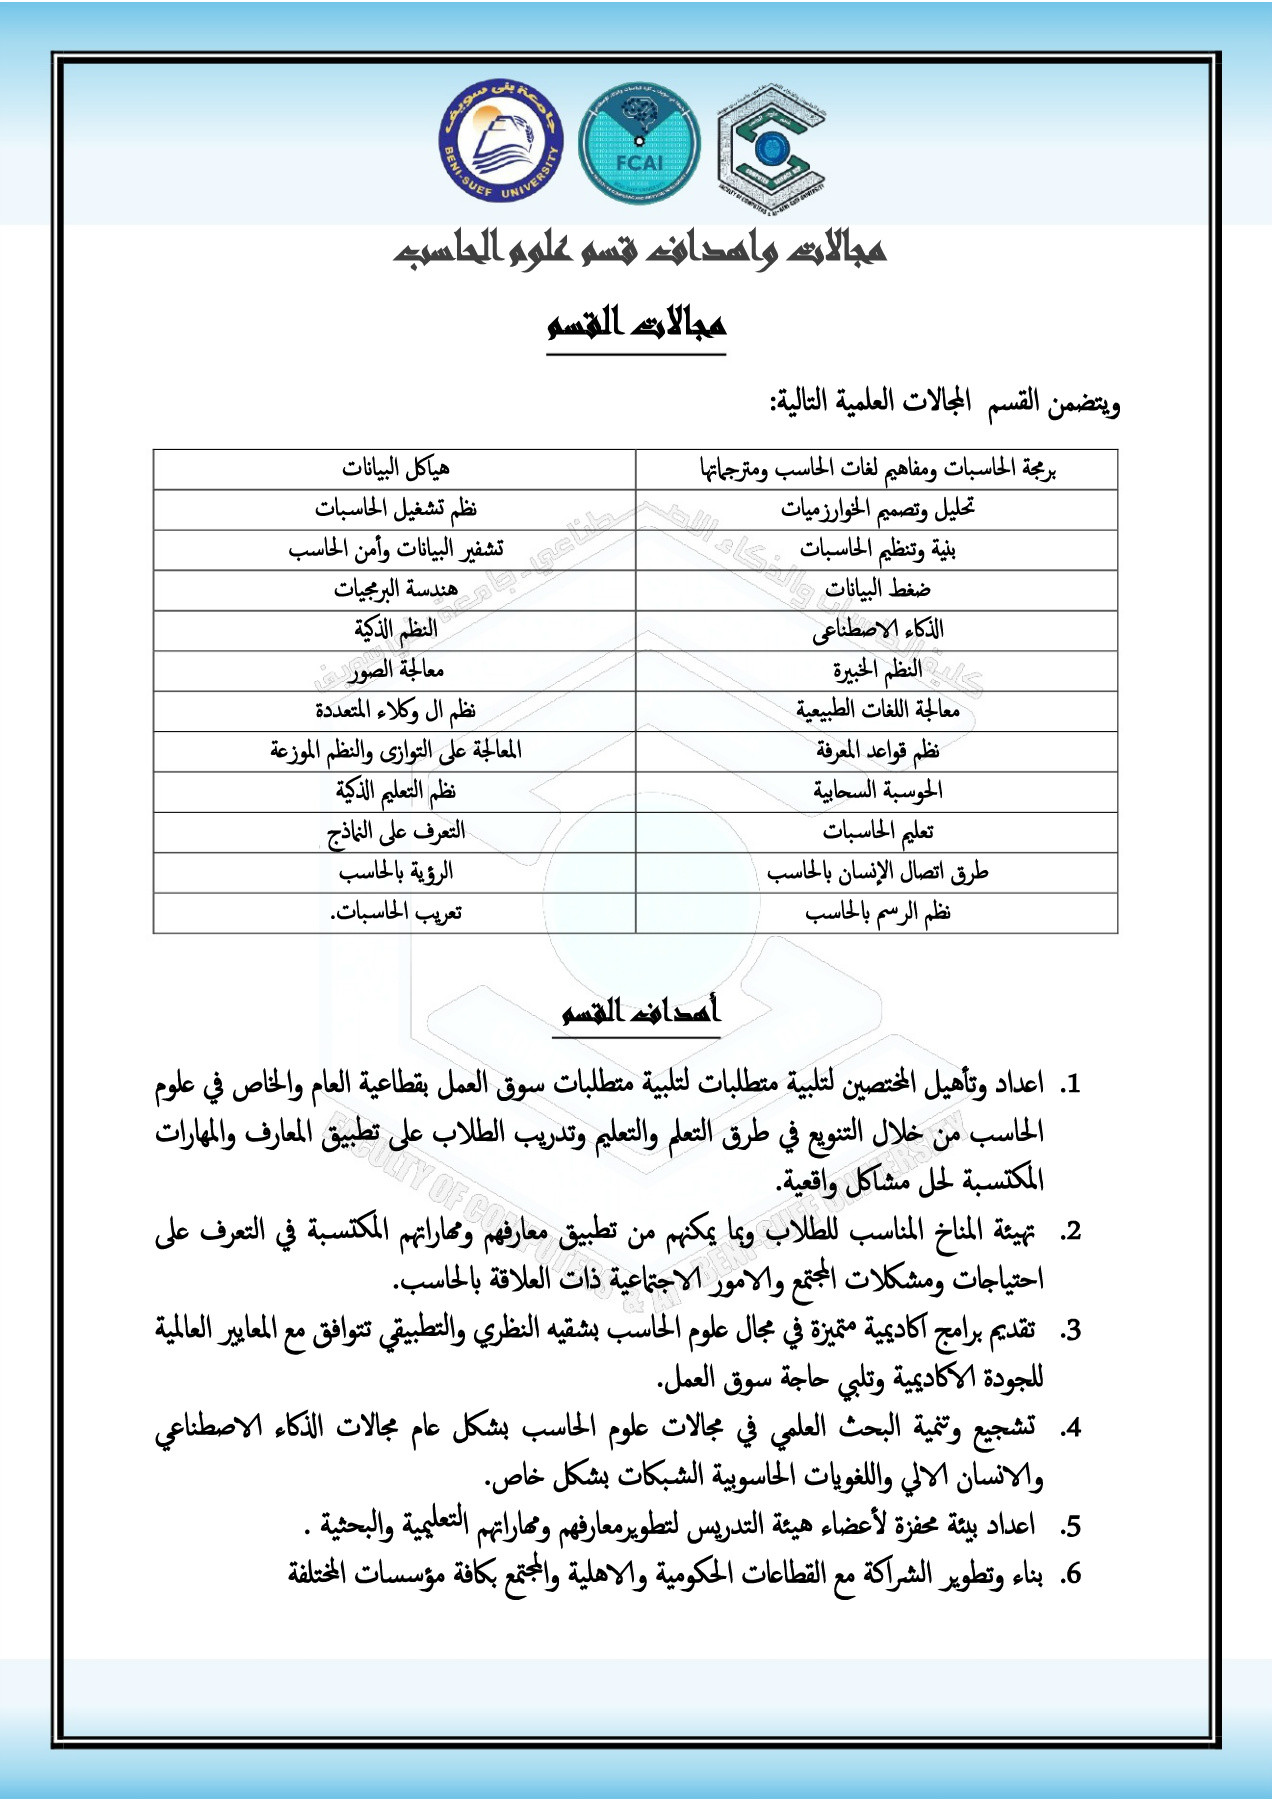 جامعة بنى سويف
BENI-SUEF UNIVERSITY
FCAI
مجالات واهداف قسم علوم الحاسب
مجالات القسم
ويتضمن القسم المجالات العلمية التالية:
برمجة الحاسبات ومفاهيم لغات الحاسب ومترجماتها	هياكل البيانات
تحليل وتصميم الخوارزميات	نظم تشغيل الحاسبات
بنية وتنظيم الحاسبات	تشفير البيانات وأمن الحاسب
ضغط البيانات	هندسة البرمجيات
الذكاء الاصطناعى	النظم الذكية
النظم الخبيرة	معالجة الصور
معالجة اللغات الطبيعية	نظم ال وكلاء المتعددة
نظم قواعد المعرفة	المعالجة على التوازى والنظم الموزعة
الحوسبة السحابية	نظم التعليم الذكية
تعليم الحاسبات	التعرف على النماذج
طرق اتصال الإنسان بالحاسب	الرؤية بالحاسب
نظم الرسم بالحاسب	تعريب الحاسبات.
أهداف القسم
1. اعداد وتأهيل المختصين لتلبية متطلبات لتلبية متطلبات سوق العمل بقطاعية العام والخاص في علوم
الحاسب من خلال التنويع في طرق التعلم والتعليم وتدريب الطلاب على تطبيق المعارف والمهارات
المكتسبة لحل مشاكل واقعية.
2. تهيئة المناخ المناسب للطلاب وبما يمكنهم من تطبيق معارفهم ومهاراتهم المكتسبة في التعرف على
احتياجات ومشكلات المجتمع والامور الاجتماعية ذات العلاقة بالحاسب.
3. تقديم برامج اكاديمية متميزة في مجال علوم الحاسب بشقيه النظري والتطبيقي تتوافق مع المعايير العالمية
للجودة الاكاديمية وتلبي حاجة سوق العمل.
4. تشجيع وتنمية البحث العلمي في مجالات علوم الحاسب بشكل عام مجالات الذكاء الاصطناعي
والانسان الالي واللغويات الحاسوبية الشبكات بشكل خاص.
5. اعداد بيئة محفزة لأعضاء هيئة التدريس لتطويرمعارفهم ومهاراتهم التعليمية والبحثية .
6. بناء وتطوير الشراكة مع القطاعات الحكومية والاهلية والمجتمع بكافة مؤسسات المختلفة